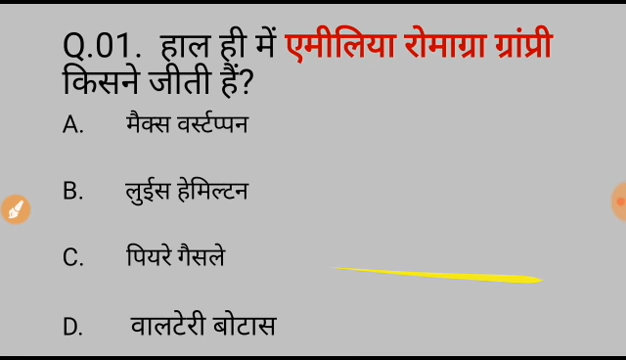 Q.01. हाल ही में एमीलिया रोमाग्रा ग्रांप्री
किसने जीती हैं?
A. मैक्स वर्स्टप्पन
B. लुईस हेमिल्टन
C. पियरे गैसले
D. वालटेरी बोटास